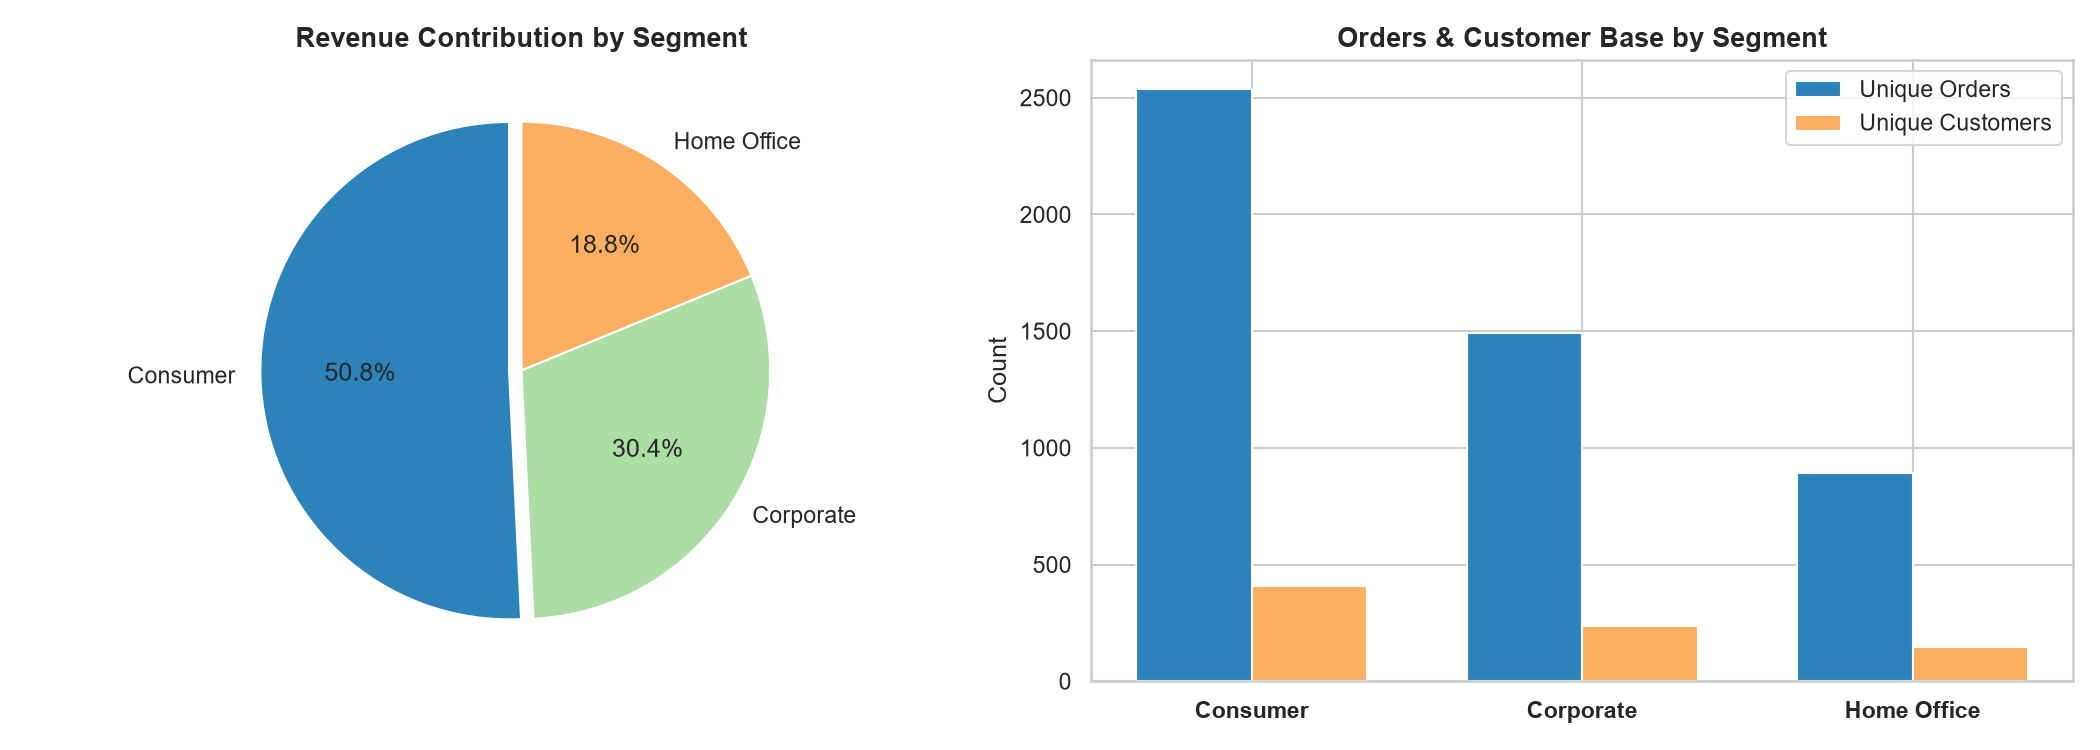 Revenue Contribution by Segment
Home Office
18.8%
Consumer
50.8%
30.4%
Corporate
Orders & Customer Base by Segment
Unique Orders
Unique Customers
Count
2500
2000
1500
1000
500
0
Consumer
Corporate
Home Office